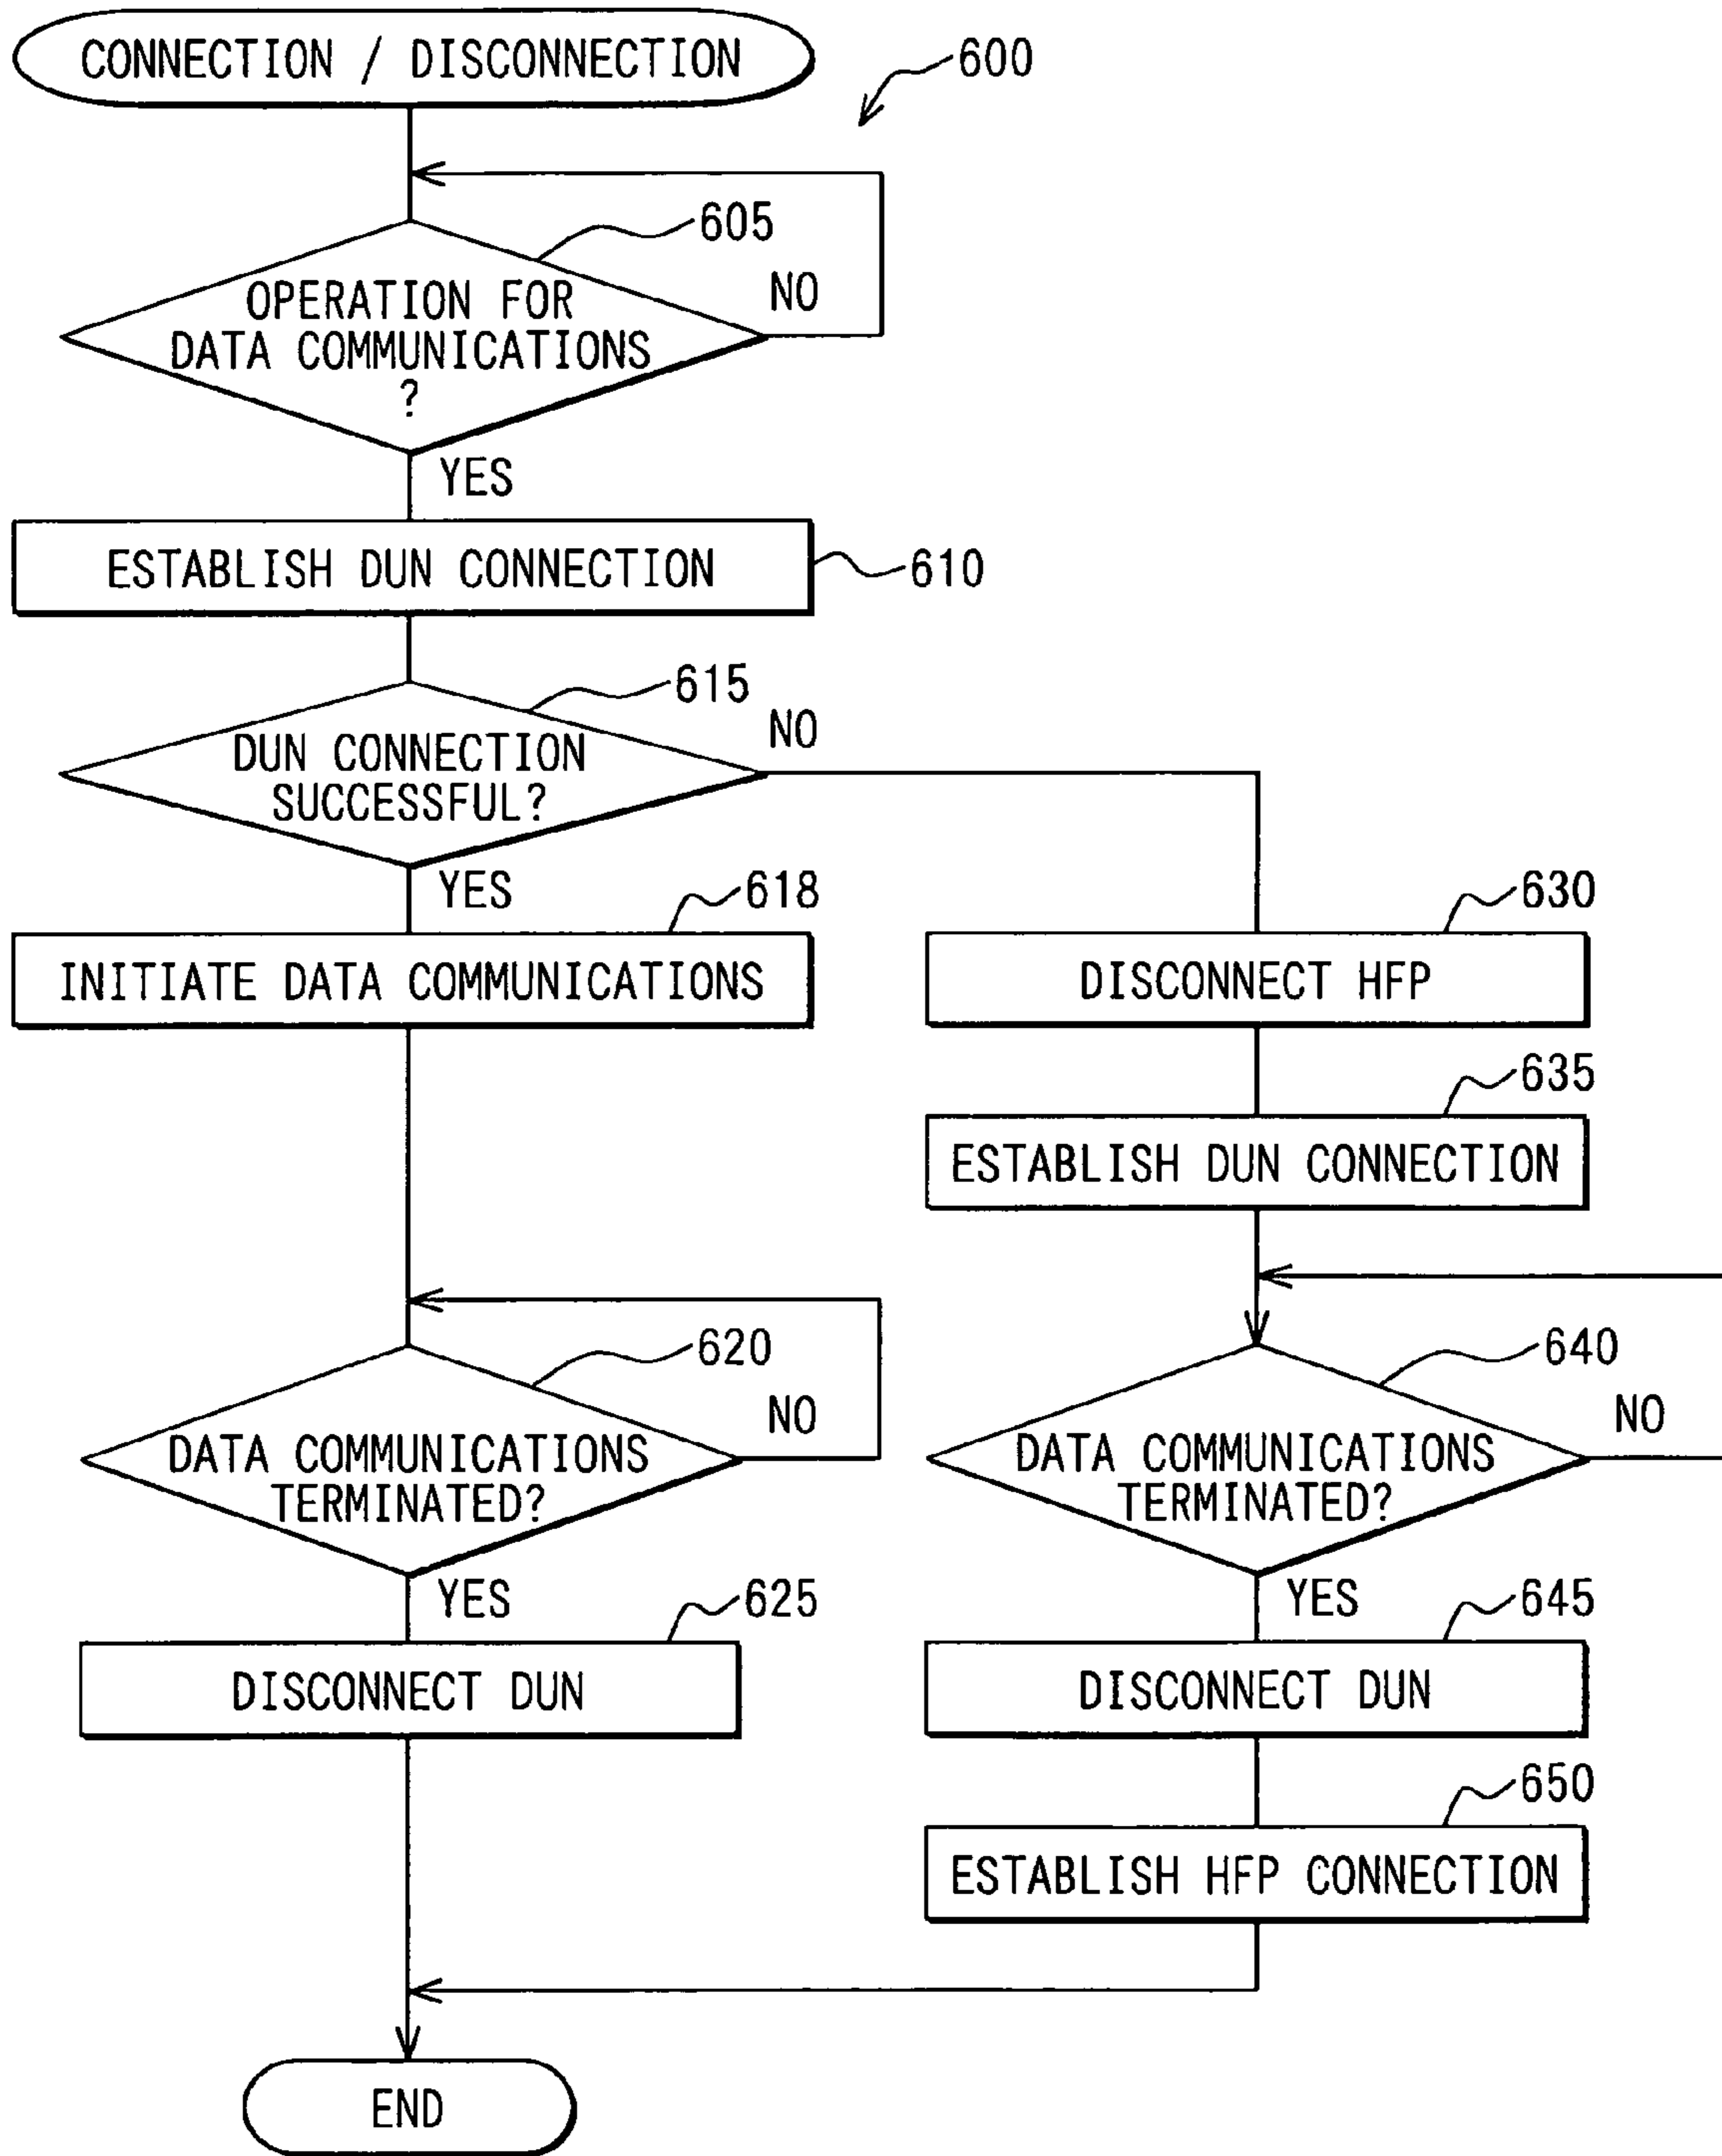 CONNECTION / DISCONNECTION
600
605
OPERATION FOR
DATA COMMUNICATIONS
?
NO
YES
ESTABLISH DUN CONNECTION
610
615
DUN CONNECTION
SUCCESSFUL?
NO
YES
618
INITIATE DATA COMMUNICATIONS
630
DISCONNECT HFP
635
ESTABLISH DUN CONNECTION
620
DATA COMMUNICATIONS
TERMINATED?
NO
YES
625
DISCONNECT DUN
640
DATA COMMUNICATIONS
TERMINATED?
NO
YES
645
DISCONNECT DUN
650
ESTABLISH HFP CONNECTION
END